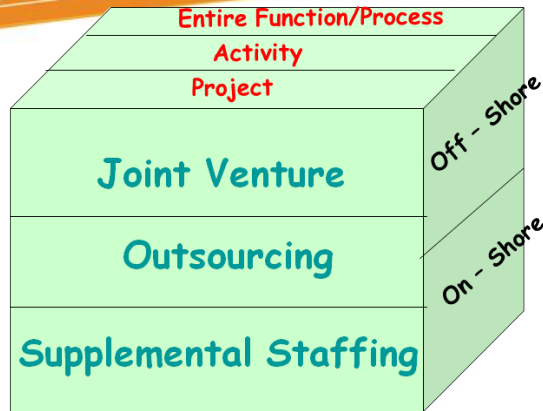 Entire Function/Process
Activity
Project
Off - Shore
Joint Venture
Outsourcing
On - Shore
Supplemental Staffing